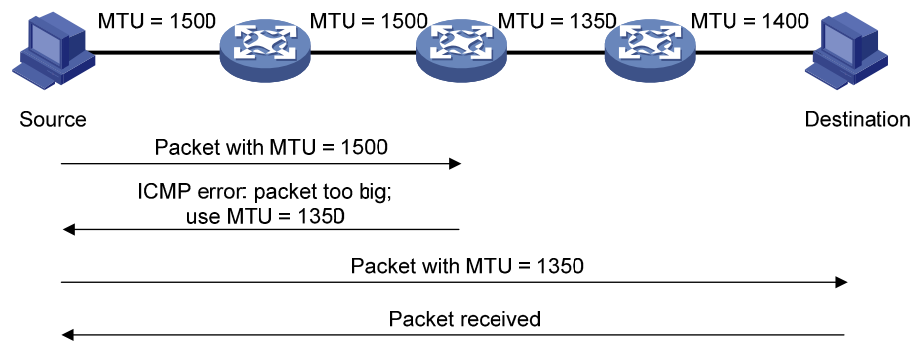 MTU = 1500
MTU = 1500
MTU = 1350
MTU = 1400
Source
Destination
Packet with MTU = 1500
ICMP error: packet too big;
use MTU = 1350
Packet with MTU = 1350
Packet received